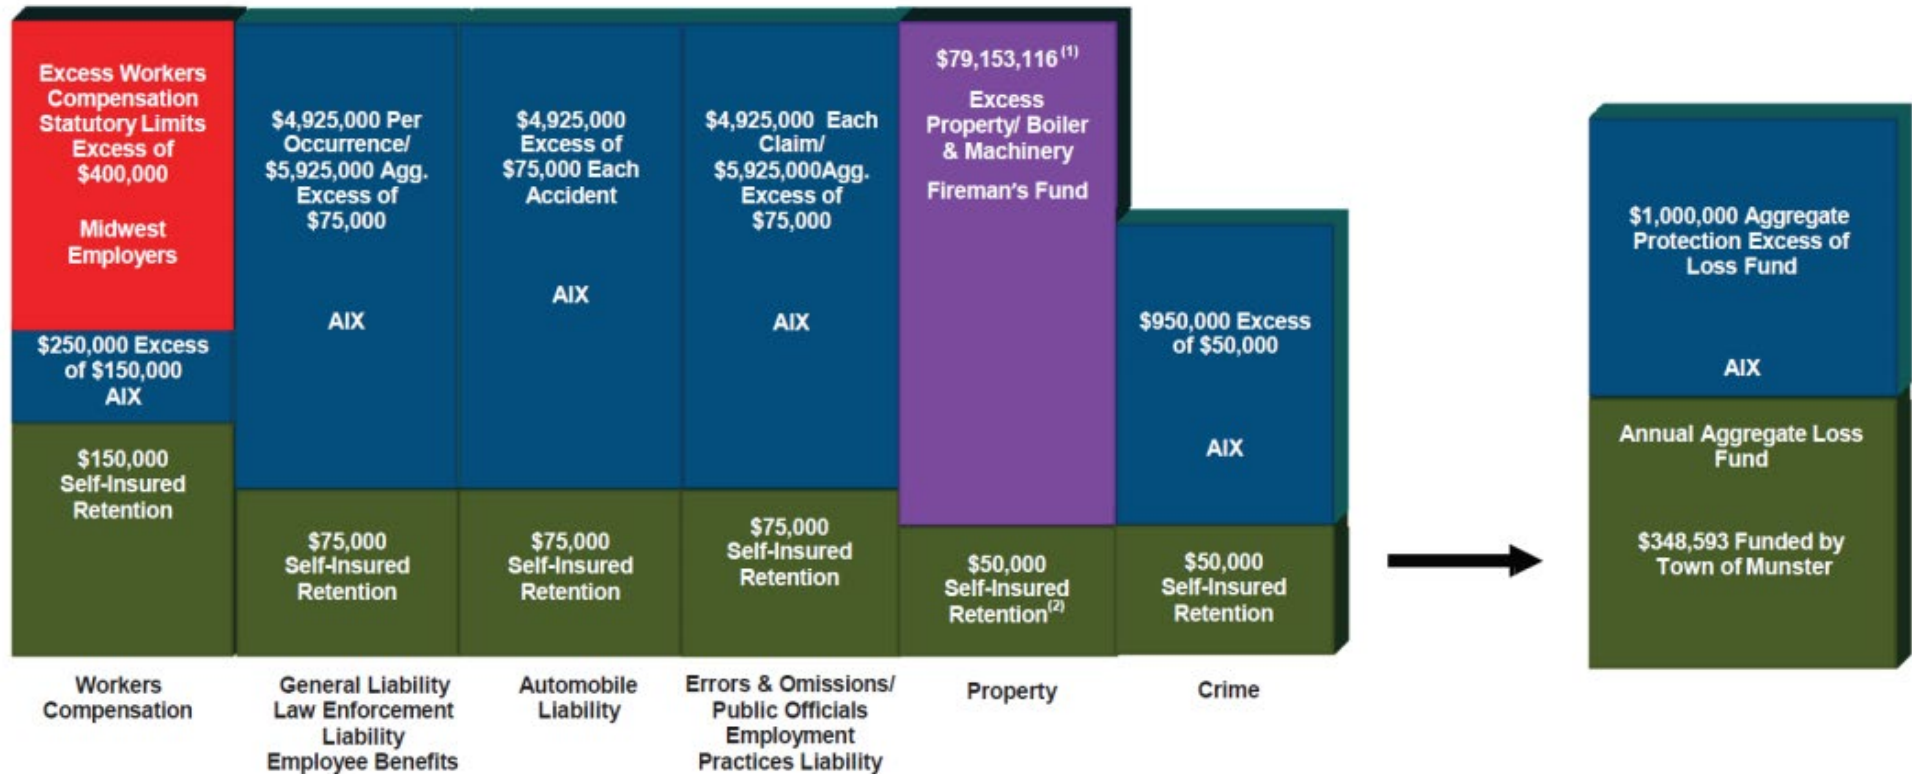 Excess Workers
Compensation
Statutory Limits
Excess of
$400,000
Midwest
Employers
$250,000 Excess
of $150,000
AIX
$150,000
Self-Insured
Retention
Workers
Compensation
$4,925,000 Per
Occurrence/
$5,925,000 Agg.
Excess of
$75,000
AIX
$75,000
Self-Insured
Retention
General Liability
Law Enforcement
Liability
Employee Benefits
$4,925,000
Excess of
$75,000 Each
Accident
AIX
$75,000
Self-Insured
Retention
Automobile
Liability
$4,925,000 Each
Claim/
$5,925,000Agg.
Excess of
$75,000
AIX
$75,000
Self-Insured
Retention
Errors & Omissions/
Public Officials
Employment
Practices Liability
$79,153,116 (1)
Excess
Property/ Boiler
& Machinery
Fireman's Fund
$50,000
Self-Insured
Retention(2)
Property
$950,000 Excess
of $50,000
AIX
$50,000
Self-Insured
Retention
Crime
$1,000,000 Aggregate
Protection Excess of
Loss Fund
AIX
Annual Aggregate Loss
Fund
$348,593 Funded by
Town of Munster